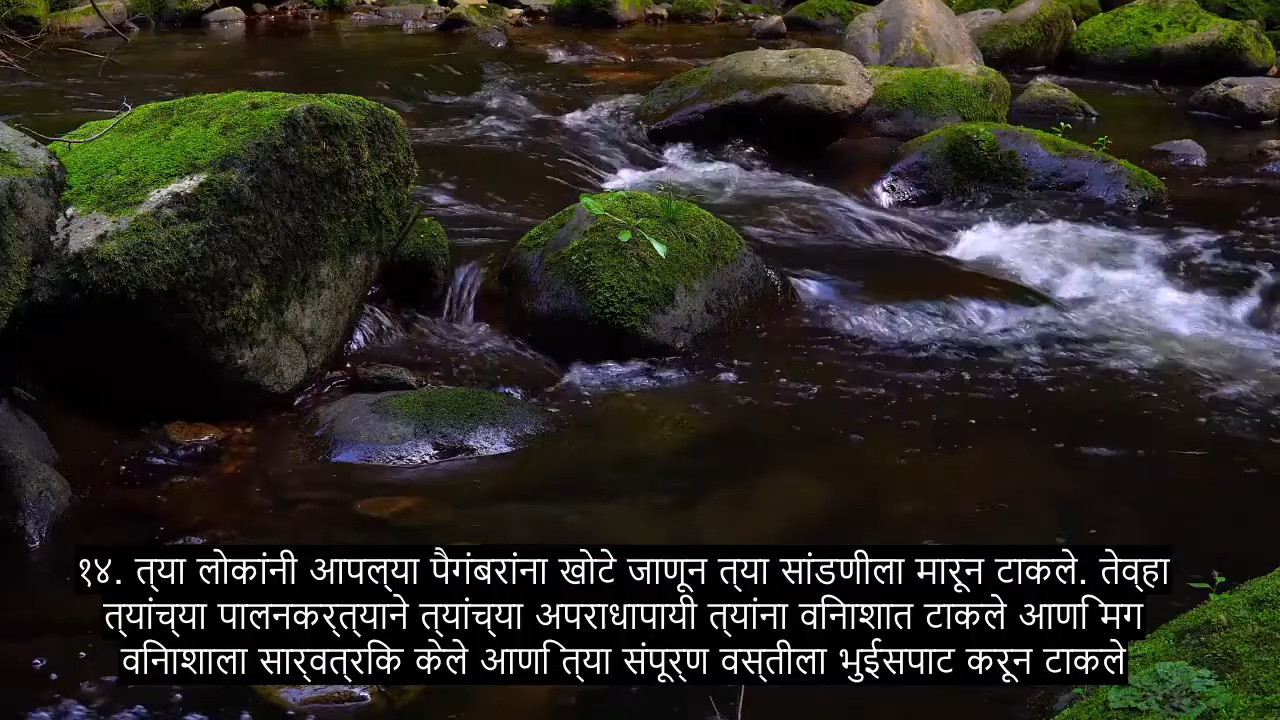 १४. त्या लोकांनी आपल्या पैगंबरांना खोटे जाणून त्या सांडणीला मारून टाकले. तेव्हा
त्यांच्या पालनकर्त्याने त्यांच्या अपराधापायी त्यांना विनाशात टाकले आणि मग
विनाशाला सार्वत्रिक केले आणि त्या संपूर्ण वस्तीला भुईसपाट करून टाकले